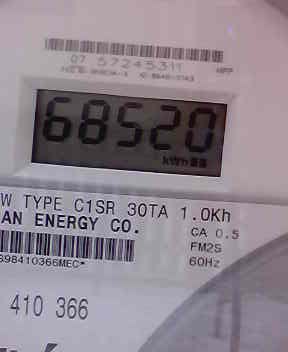 07 57245311
68520
kWh
W TYPE C1SR 30TA 1.0Kh
AN ENERGY CO.
CA 0.5
FM2S
60Hz
898410366MEC*
410 366